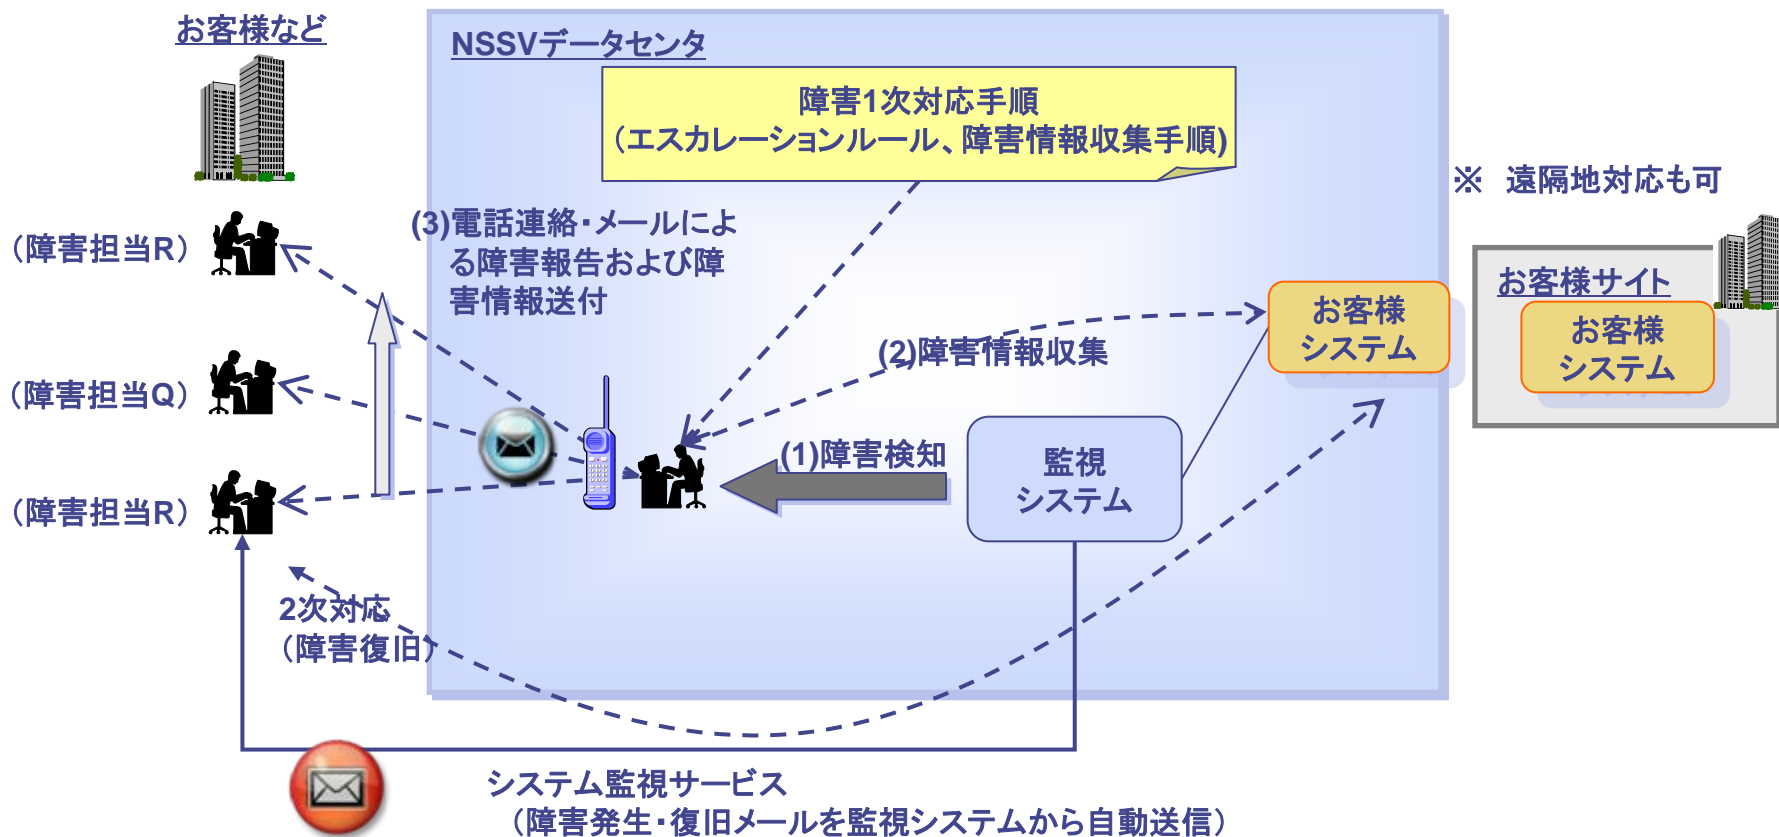 お客様など
NSSVデータセンタ
障害1次対応手順
（エスカレーションルール、障害情報収集手順)
※　遠隔地対応も可
(3)電話連絡・メールによ
る障害報告および障
害情報送付
（障害担当R）
お客様サイト
お客様
システム
お客様
システム
(2)障害情報収集
（障害担当Q）
(1)障害検知
監視
システム
（障害担当R）
2次対応
（障害復旧）
システム監視サービス
（障害発生・復旧メールを監視システムから自動送信）